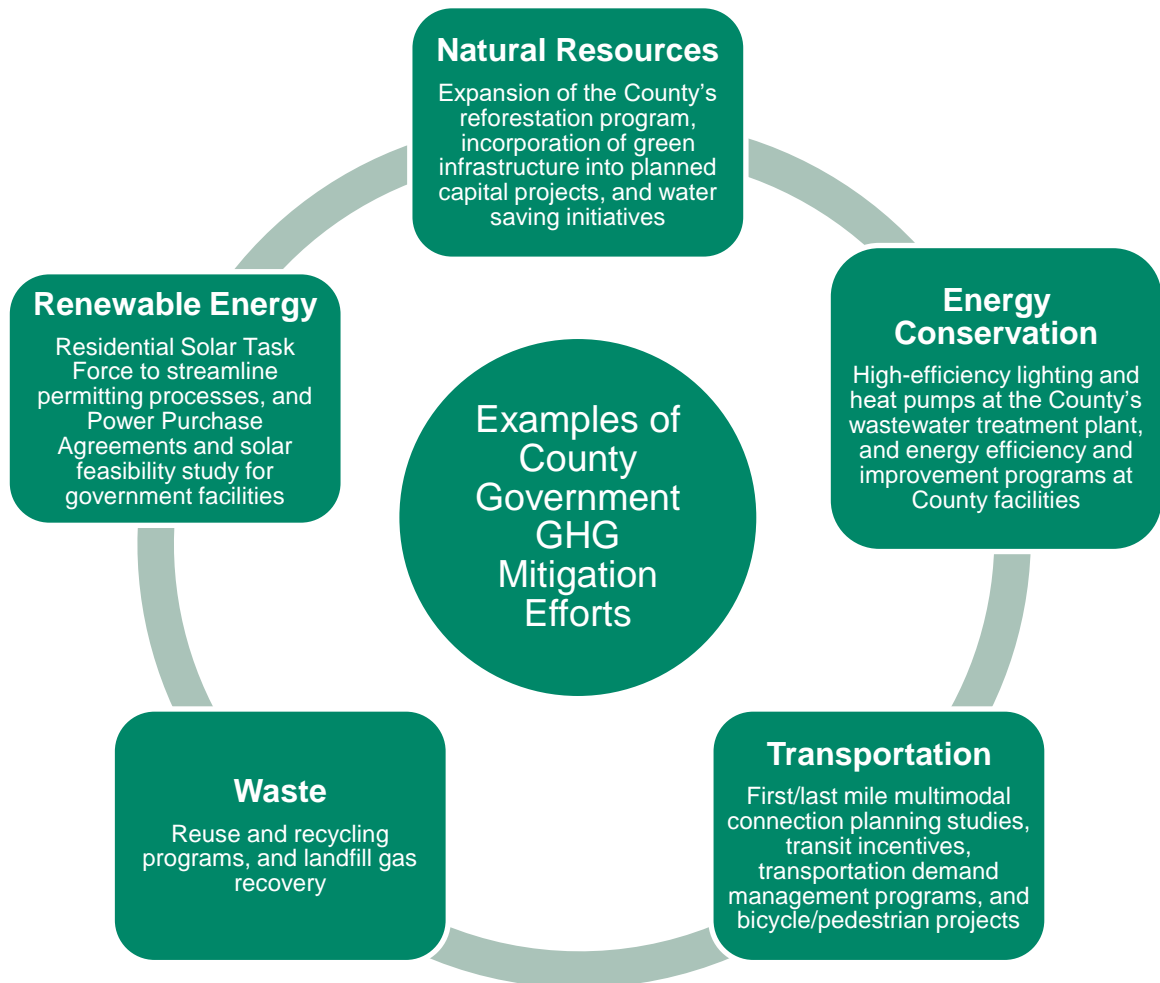 Natural Resources
Expansion of the County’s
reforestation program,
incorporation of green
infrastructure into planned
capital projects, and water
saving initiatives
Renewable Energy
Residential Solar Task
Force to streamline
permitting processes, and
Power Purchase
Agreements and solar
feasibility study for
government facilities
Energy
Conservation
High-efficiency lighting and
heat pumps at the County’s
wastewater treatment plant,
and energy efficiency and
improvement programs at
County facilities
Examples of
County
Government
GHG
Mitigation
Efforts
Waste
Reuse and recycling
programs, and landfill gas
recovery
Transportation
First/last mile multimodal
connection planning studies,
transit incentives,
transportation demand
management programs, and
bicycle/pedestrian projects